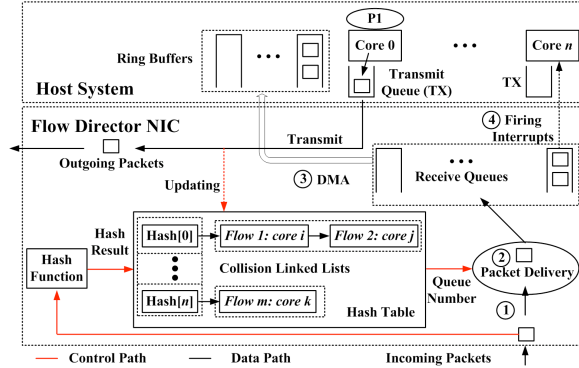 P1
Ring Buffers
Core 0
Core n
Transmit
Queue (TX)
TX
Host System
Flow Director NIC
Transmit
4 Firing
Interrupts
Outgoing Packets
3 DMA
Receive Queues
Updating
Hash
Result
Hash[0]
Flow 1: core i
Flow 2: core j
Hash
Function
Collision Linked Lists
2
Packet Delivery
Hash[n]
Flow m: core k
Queue
Number
Hash Table
1
Control Path
Data Path
Incoming Packets